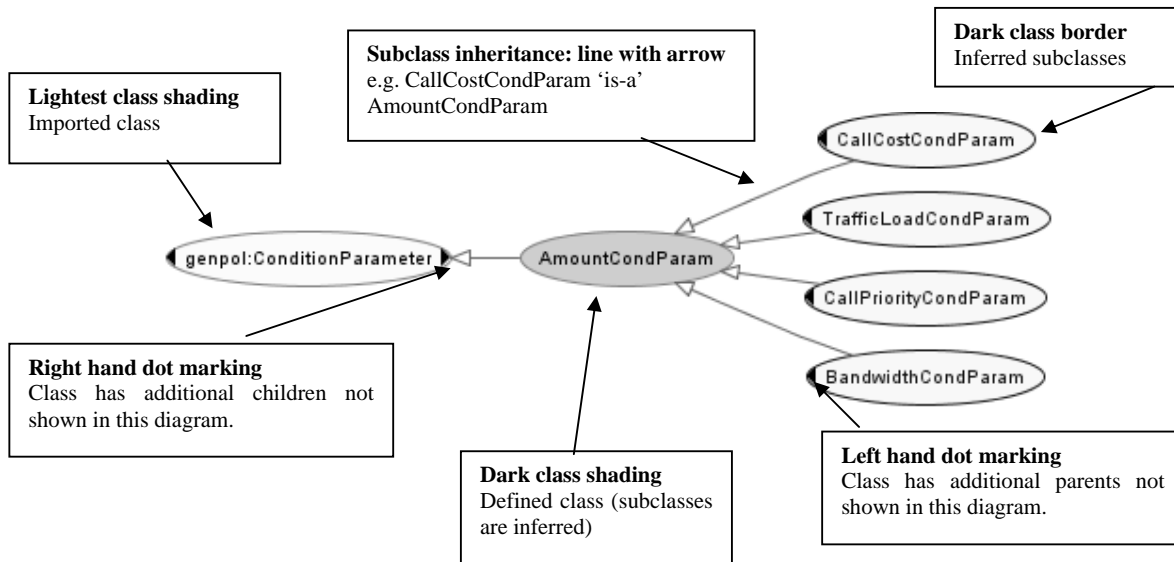 Dark class border
Inferred subclasses
Subclass inheritance: line with arrow
e.g. CallCostCondParam ‘is-a’
AmountCondParam
Lightest class shading
Imported class
CallCostCondParam
TrafficLoadCondParam
genpol:ConditionParameter
AmountCondParam
CallPriorityCondParam
BandwidthCondParam
Right hand dot marking
Class has additional children not
shown in this diagram.
Dark class shading
Defined class (subclasses
are inferred)
Left hand dot marking
Class has additional parents not
shown in this diagram.